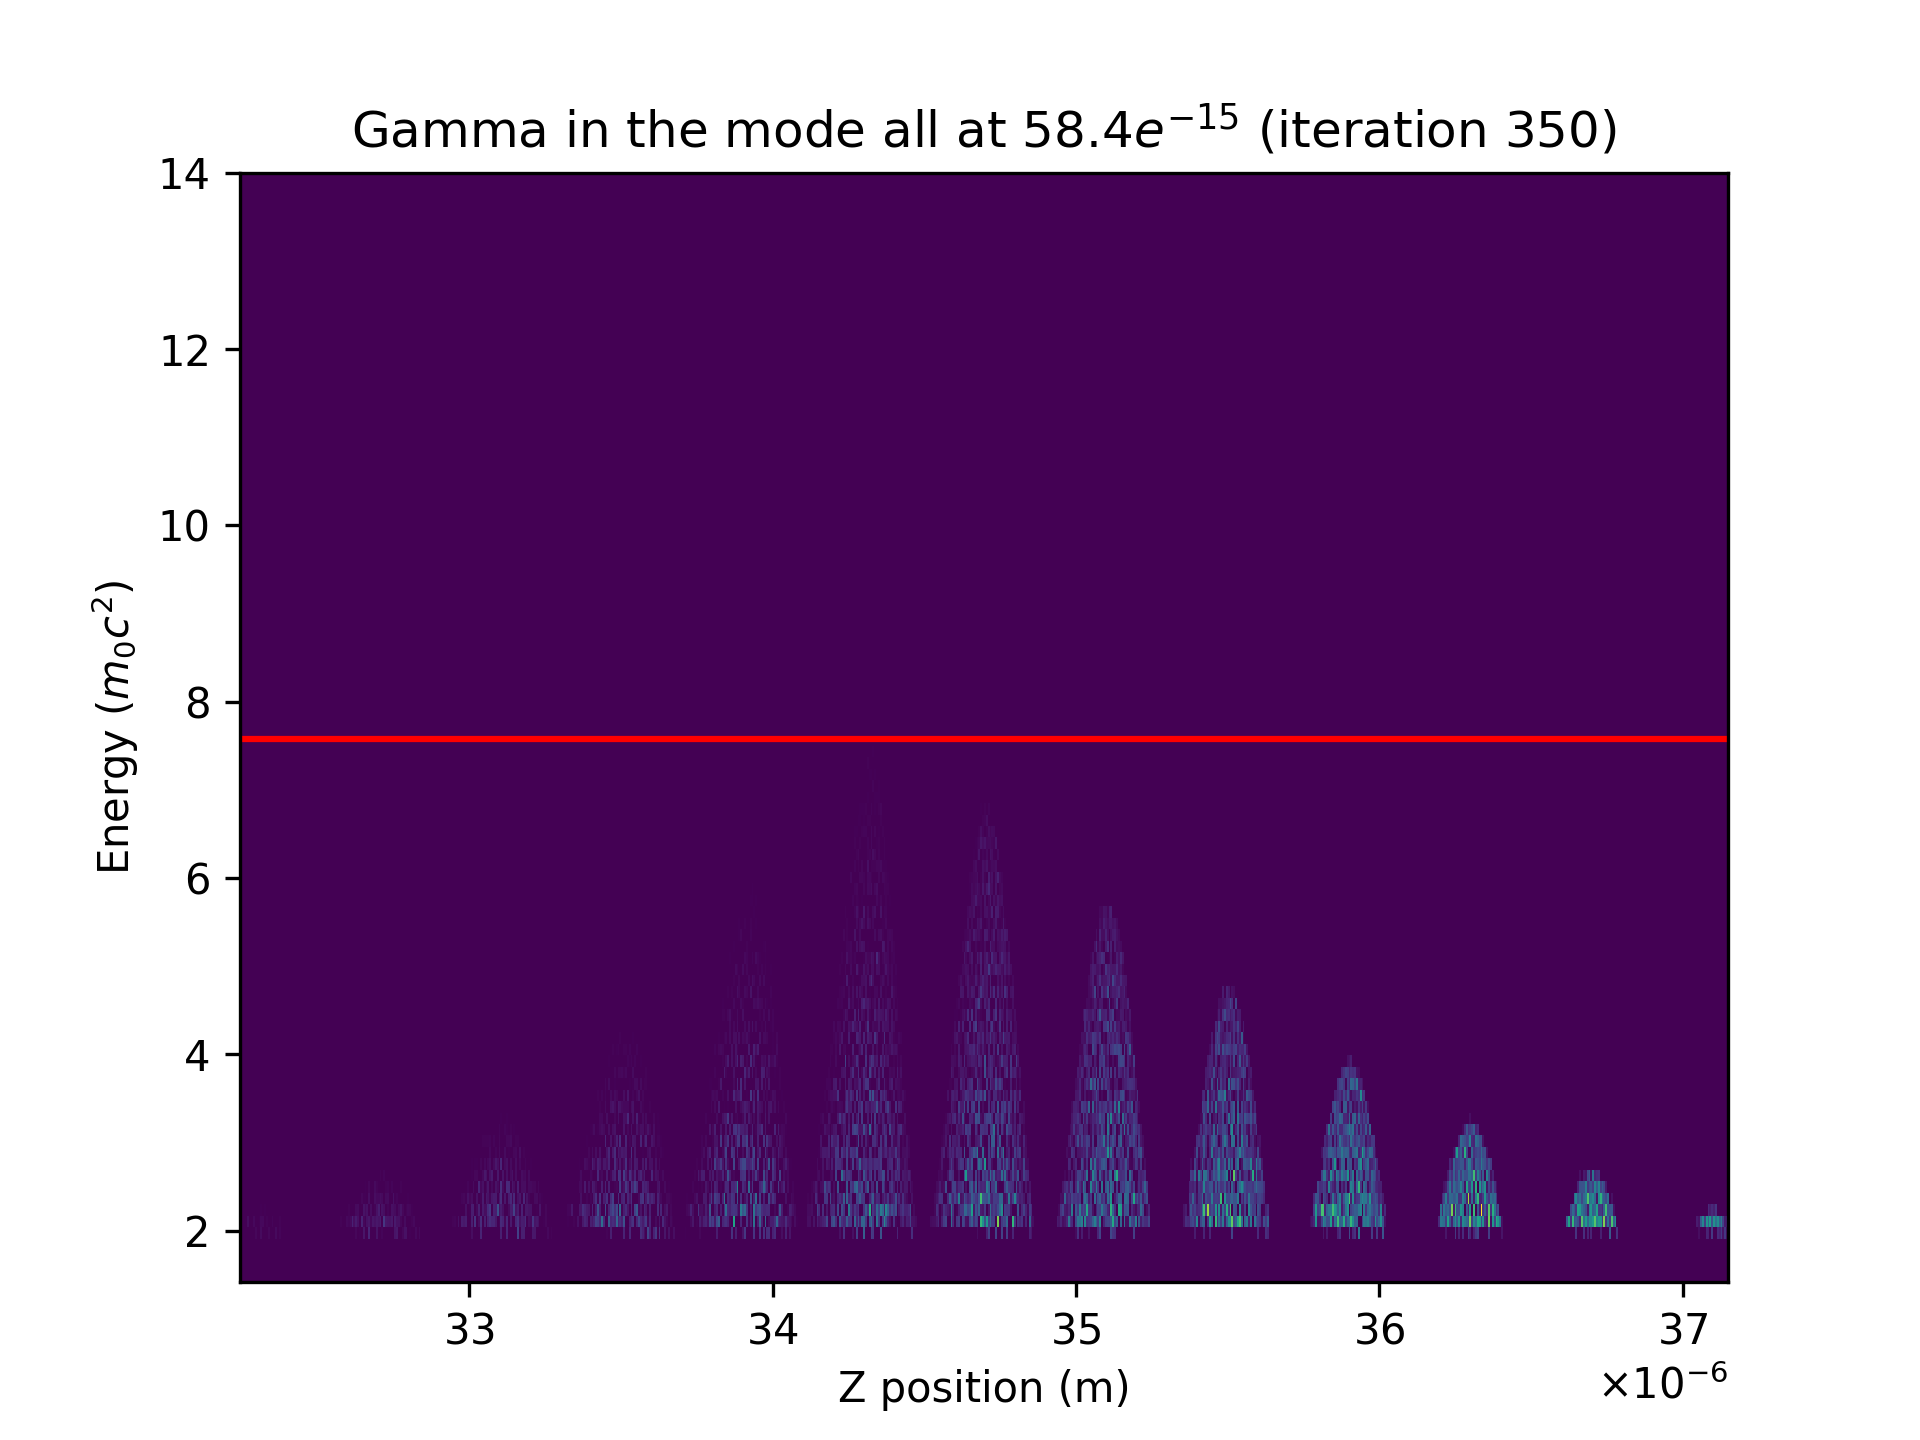 Gamma in the mode all at 58.4e⁻¹⁵ (iteration 350)
14
12
10
8
6
4
2
Energy (m₀c²)
33 34 35 36 37
×10⁻⁶
Z position (m)